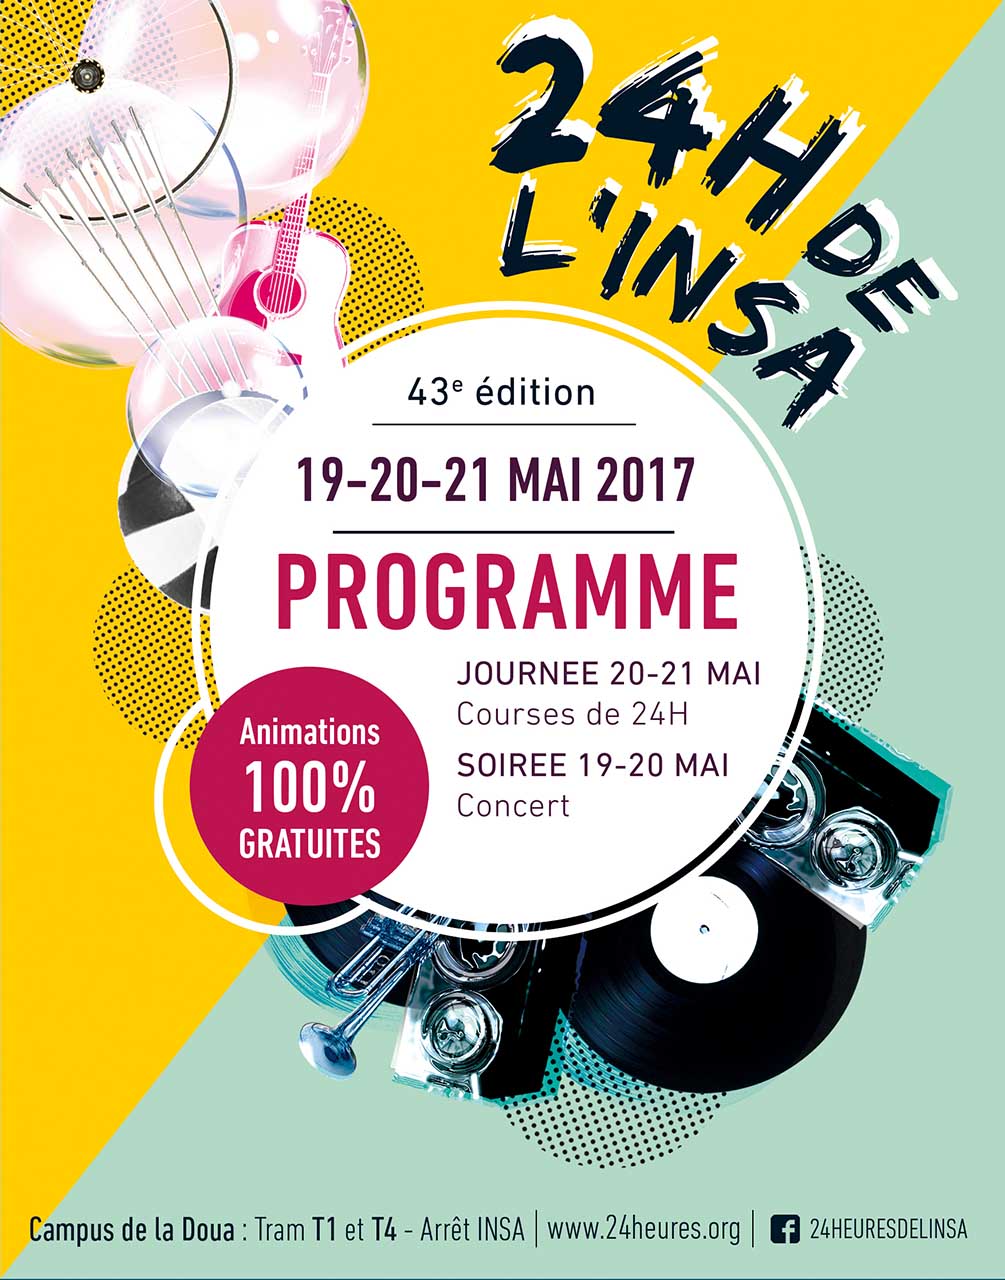 24H DE
L'INSA
43e édition
19-20-21 MAI 2017
PROGRAMME
JOURNEE 20-21 MAI
Courses de 24H
SOIREE 19-20 MAI
Concert
Animations
100%
GRATUITES
Campus de la Doua : Tram T1 et T4 - Arrêt INSA | www.24heures.org | 24HEURESDELINSA